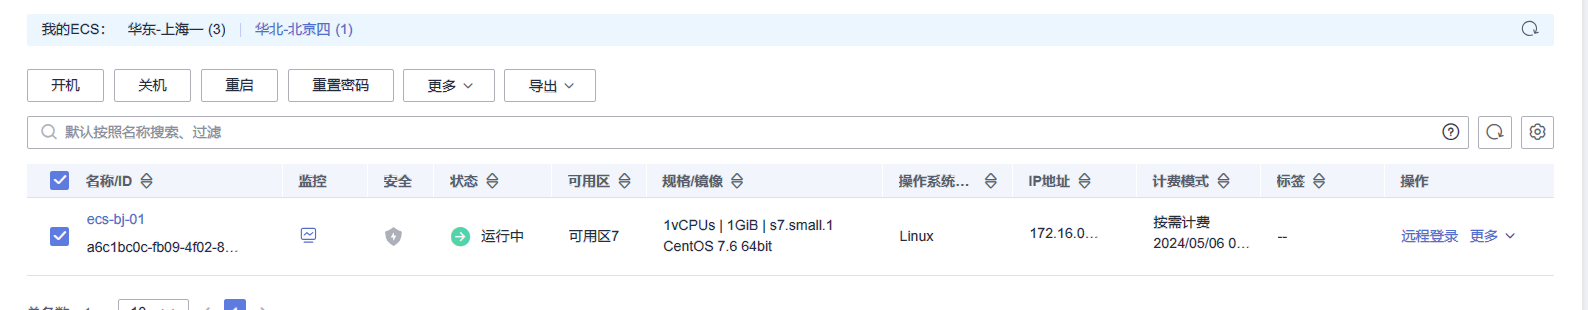 我的ECS： 华东-上海一 (3) 华北-北京四 (1)
开机 关机 重启 重置密码 更多 导出
默认按照名称搜索、过滤
名称/ID 监控 安全 状态 可用区 规格/镜像 操作系统... IP地址 计费模式 标签 操作
ecs-bj-01
a6c1bc0c-fb09-4f02-8...
运行中 可用区7
1vCPUs | 1GiB | s7.small.1
CentOS 7.6 64bit
Linux 172.16.0...
按需计费
2024/05/06 0...
-- 远程登录 更多